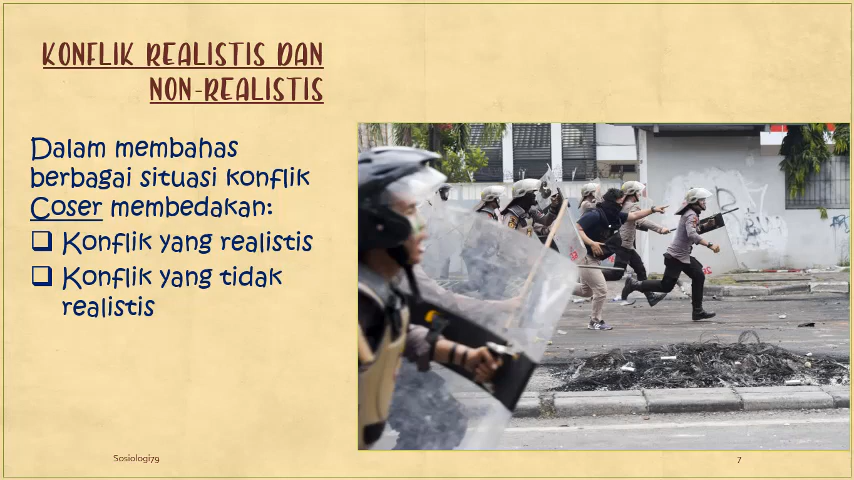 KONFLIK REALISTIS DAN
NON-REALISTIS
Dalam membahas
berbagai situasi konflik
Coser membedakan:
❑ Konflik yang realistis
❑ Konflik yang tidak
realistis
Sosiologi79
7